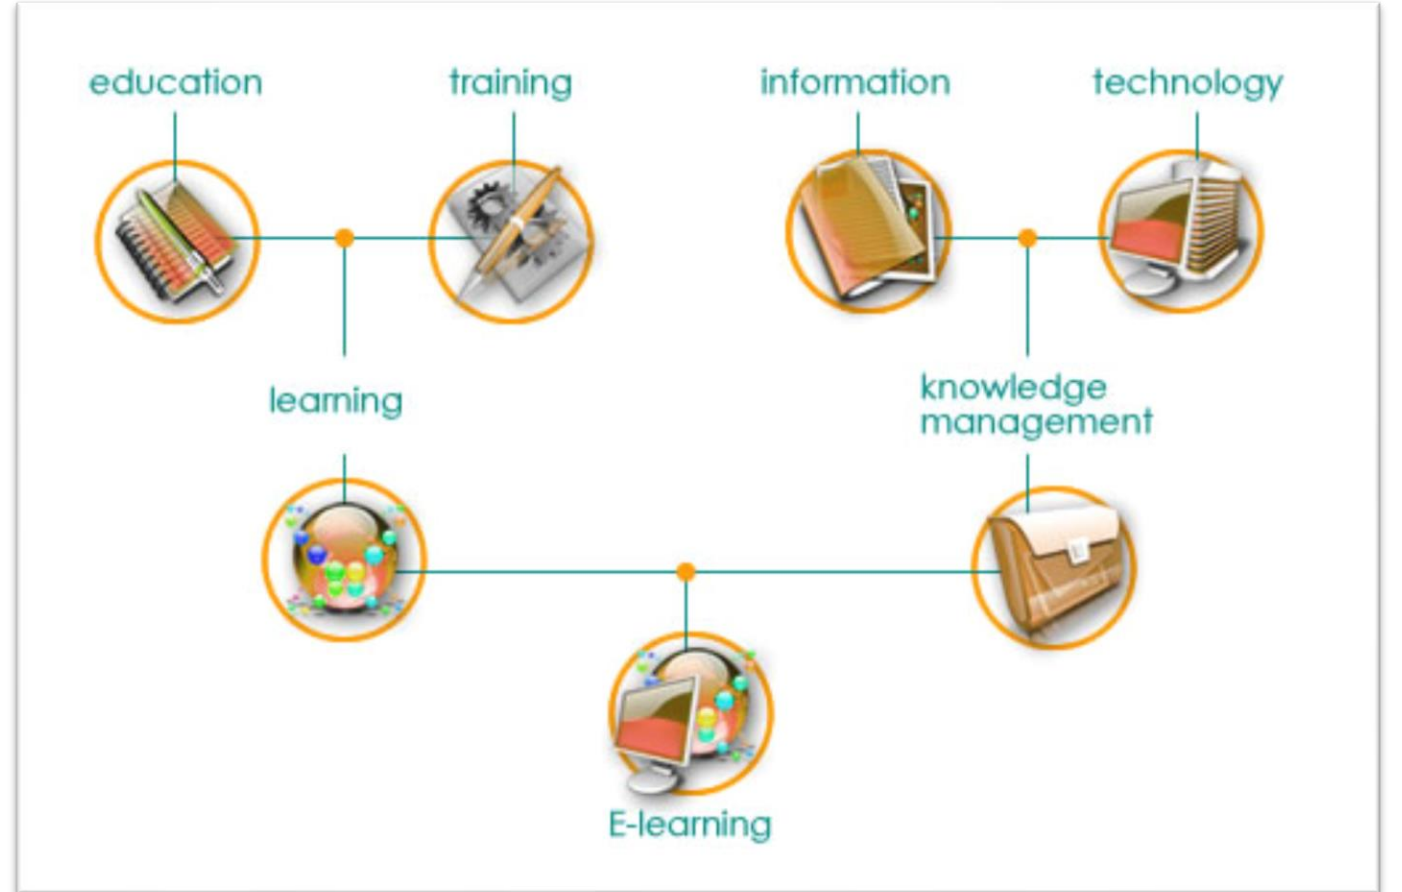 education
training
information
technology
learning
knowledge
management
E-learning